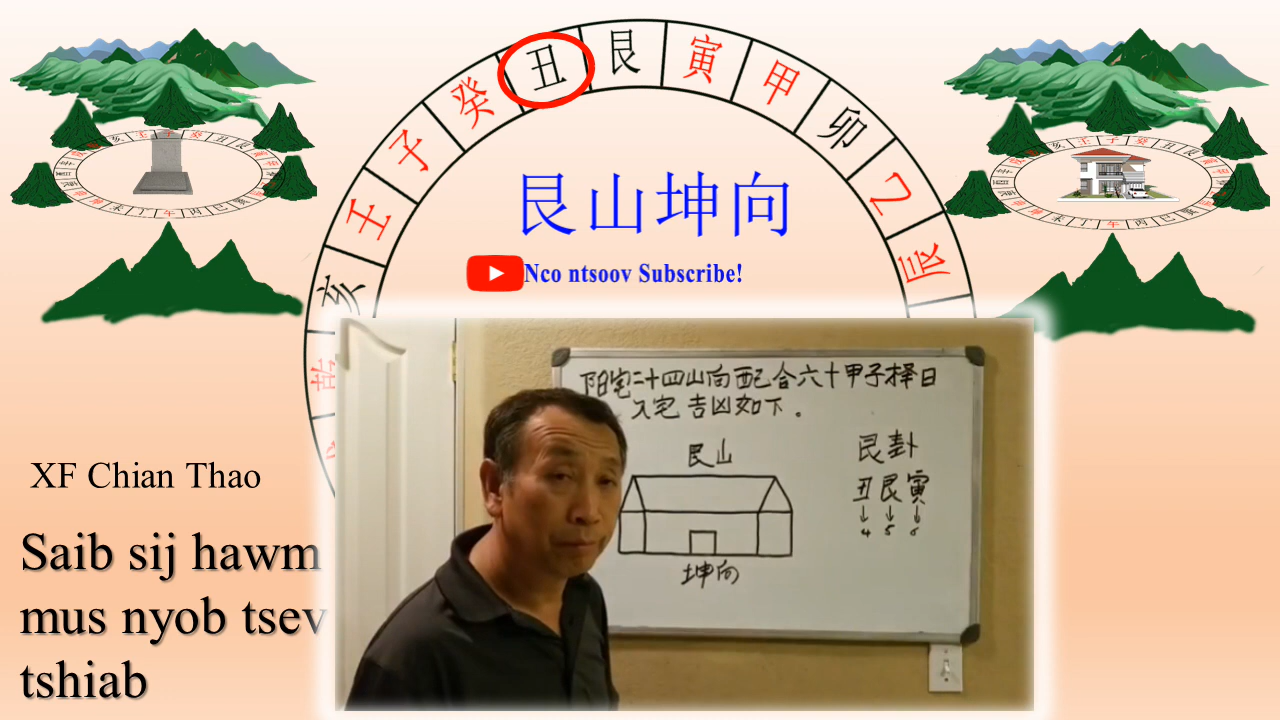 丑 艮 寅 甲 卯 乙 辰
癸 子 壬 亥 乾
艮山坤向
Nco ntsoov Subscribe!
阳宅二十四山向配合六十甲子择日
入宅吉凶如下。
艮山
坤向
艮卦
丑艮寅
↓ ↓ ↓
4 5 6
XF Chian Thao
Saib sij hawm
mus nyob tsev
tshiab